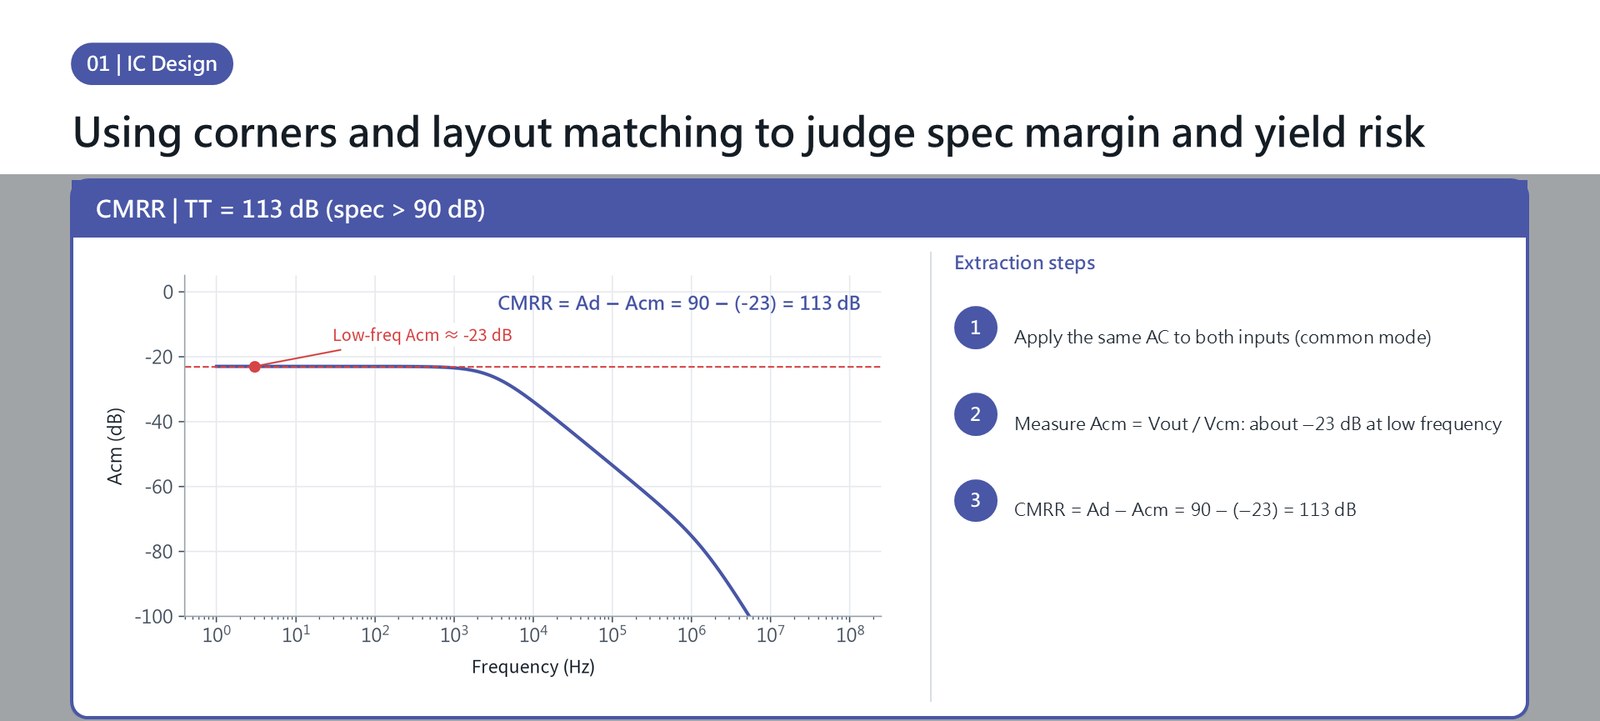 01 | IC Design
Using corners and layout matching to judge spec margin and yield risk
CMRR | TT = 113 dB (spec > 90 dB)
CMRR = Ad − Acm = 90 − (-23) = 113 dB
Low-freq Acm ≈ -23 dB
Acm (dB)
0
-20
-40
-60
-80
-100
10⁰ 10¹ 10² 10³ 10⁴ 10⁵ 10⁶ 10⁷ 10⁸
Frequency (Hz)
Extraction steps
1 Apply the same AC to both inputs (common mode)
2 Measure Acm = Vout / Vcm: about −23 dB at low frequency
3 CMRR = Ad − Acm = 90 − (−23) = 113 dB